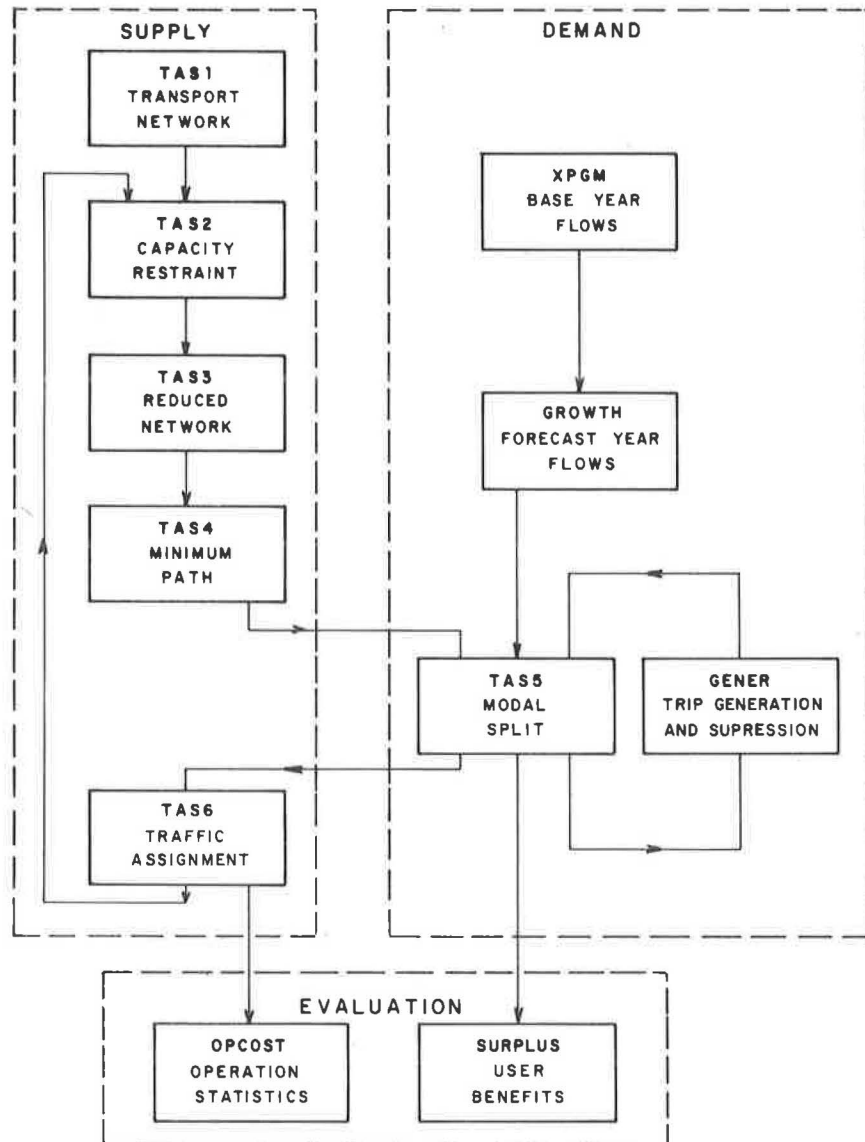 SUPPLY
TAS1
TRANSPORT
NETWORK
TAS2
CAPACITY
RESTRAINT
TAS3
REDUCED
NETWORK
TAS4
MINIMUM
PATH
TAS6
TRAFFIC
ASSIGNMENT
DEMAND
XPGM
BASE YEAR
FLOWS
GROWTH
FORECAST YEAR
FLOWS
TAS5
MODAL
SPLIT
GENER
TRIP GENERATION
AND SUPRESSION
EVALUATION
OPCOST
OPERATION
STATISTICS
SURPLUS
USER
BENEFITS